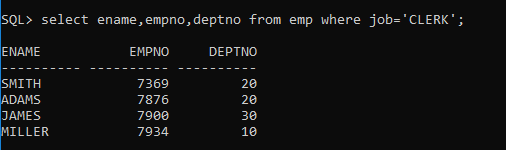 SQL> select ename,empno,deptno from emp where job='CLERK';
ENAME           EMPNO     DEPTNO
---------- ---------- ----------
SMITH            7369         20
ADAMS            7876         20
JAMES            7900         30
MILLER           7934         10